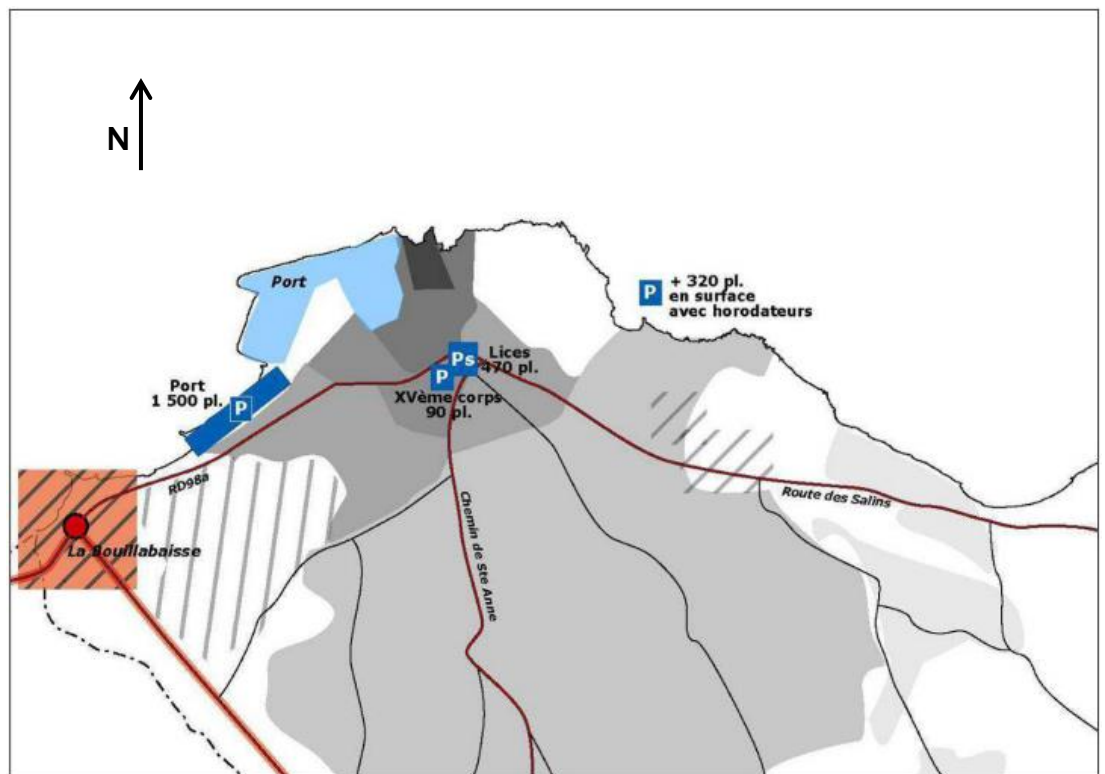 N
Port
P
+ 320 pl.
en surface
avec horodateurs
Ps
Lices
470 pl.
P
XVème corps
90 pl.
Port
1 500 pl.
P
RD98a
La Bouillabaisse
Chemin de Ste Anne
Route des Salins